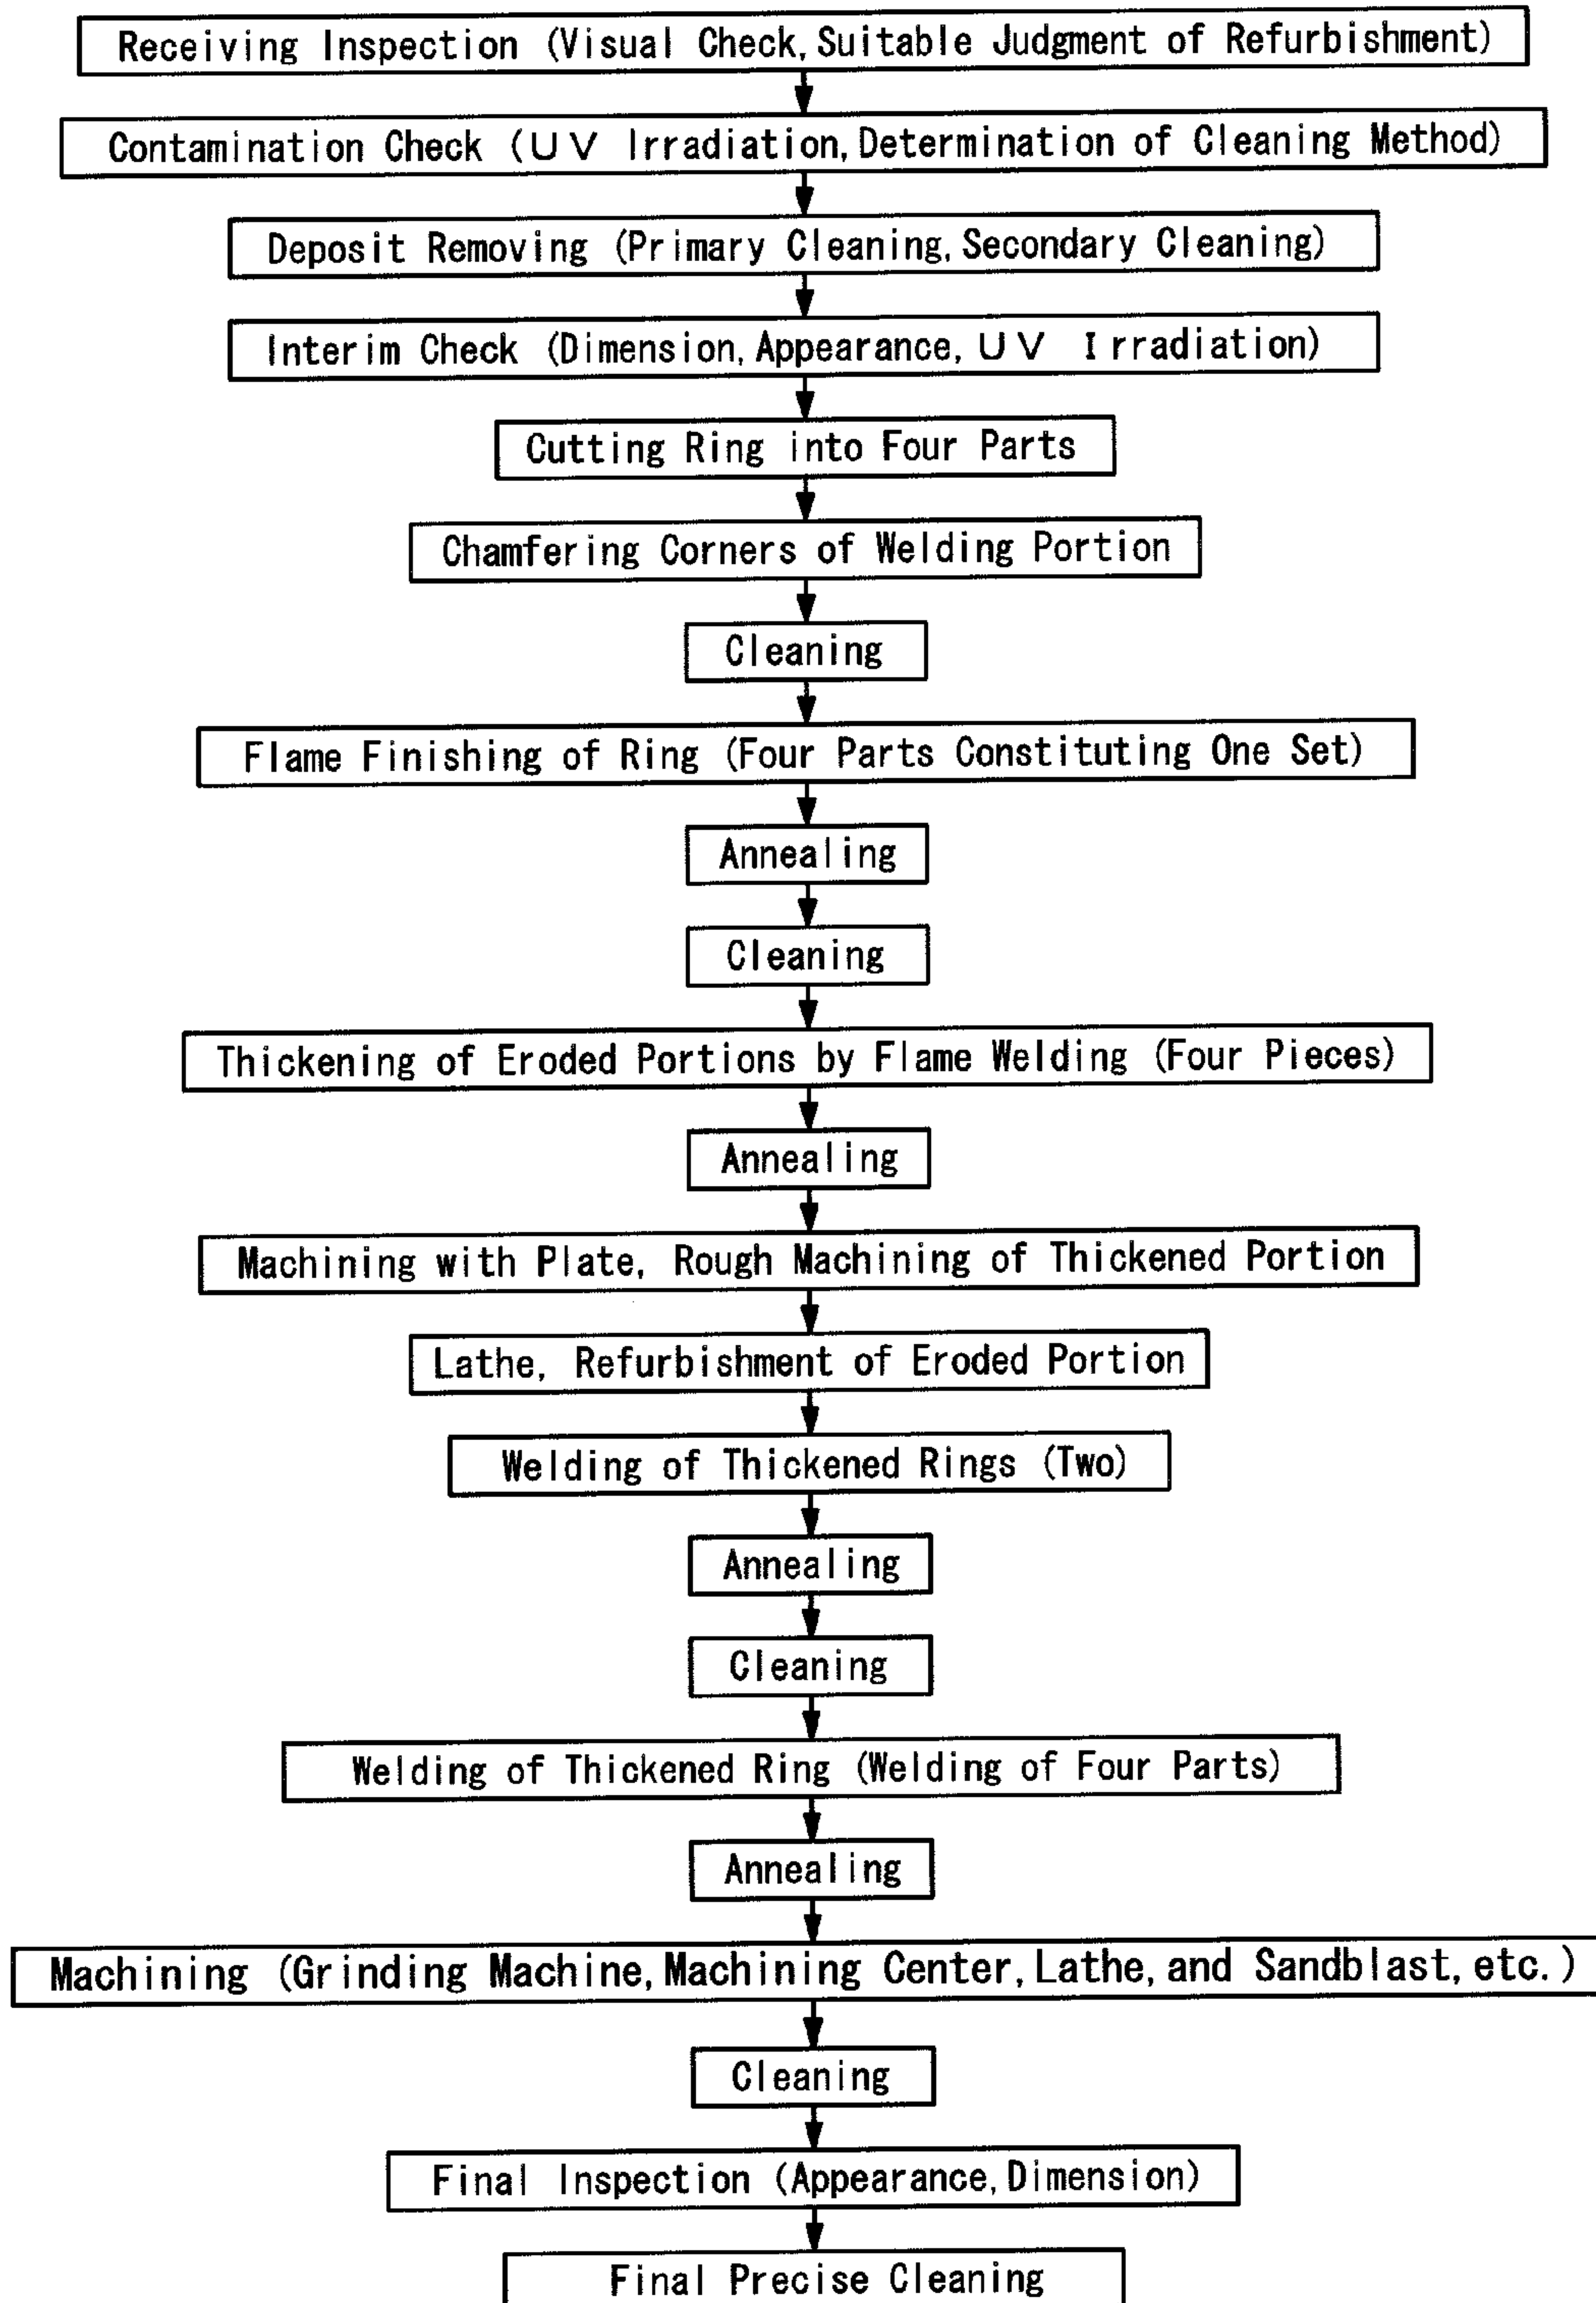 Receiving Inspection (Visual Check, Suitable Judgment of Refurbishment)
Contamination Check (UV Irradiation, Determination of Cleaning Method)
Deposit Removing (Primary Cleaning, Secondary Cleaning)
Interim Check (Dimension, Appearance, UV Irradiation)
Cutting Ring into Four Parts
Chamfering Corners of Welding Portion
Cleaning
Flame Finishing of Ring (Four Parts Constituting One Set)
Annealing
Cleaning
Thickening of Eroded Portions by Flame Welding (Four Pieces)
Annealing
Machining with Plate, Rough Machining of Thickened Portion
Lathe, Refurbishment of Eroded Portion
Welding of Thickened Rings (Two)
Annealing
Cleaning
Welding of Thickened Ring (Welding of Four Parts)
Annealing
Machining (Grinding Machine, Machining Center, Lathe, and Sandblast, etc.)
Cleaning
Final Inspection (Appearance, Dimension)
Final Precise Cleaning